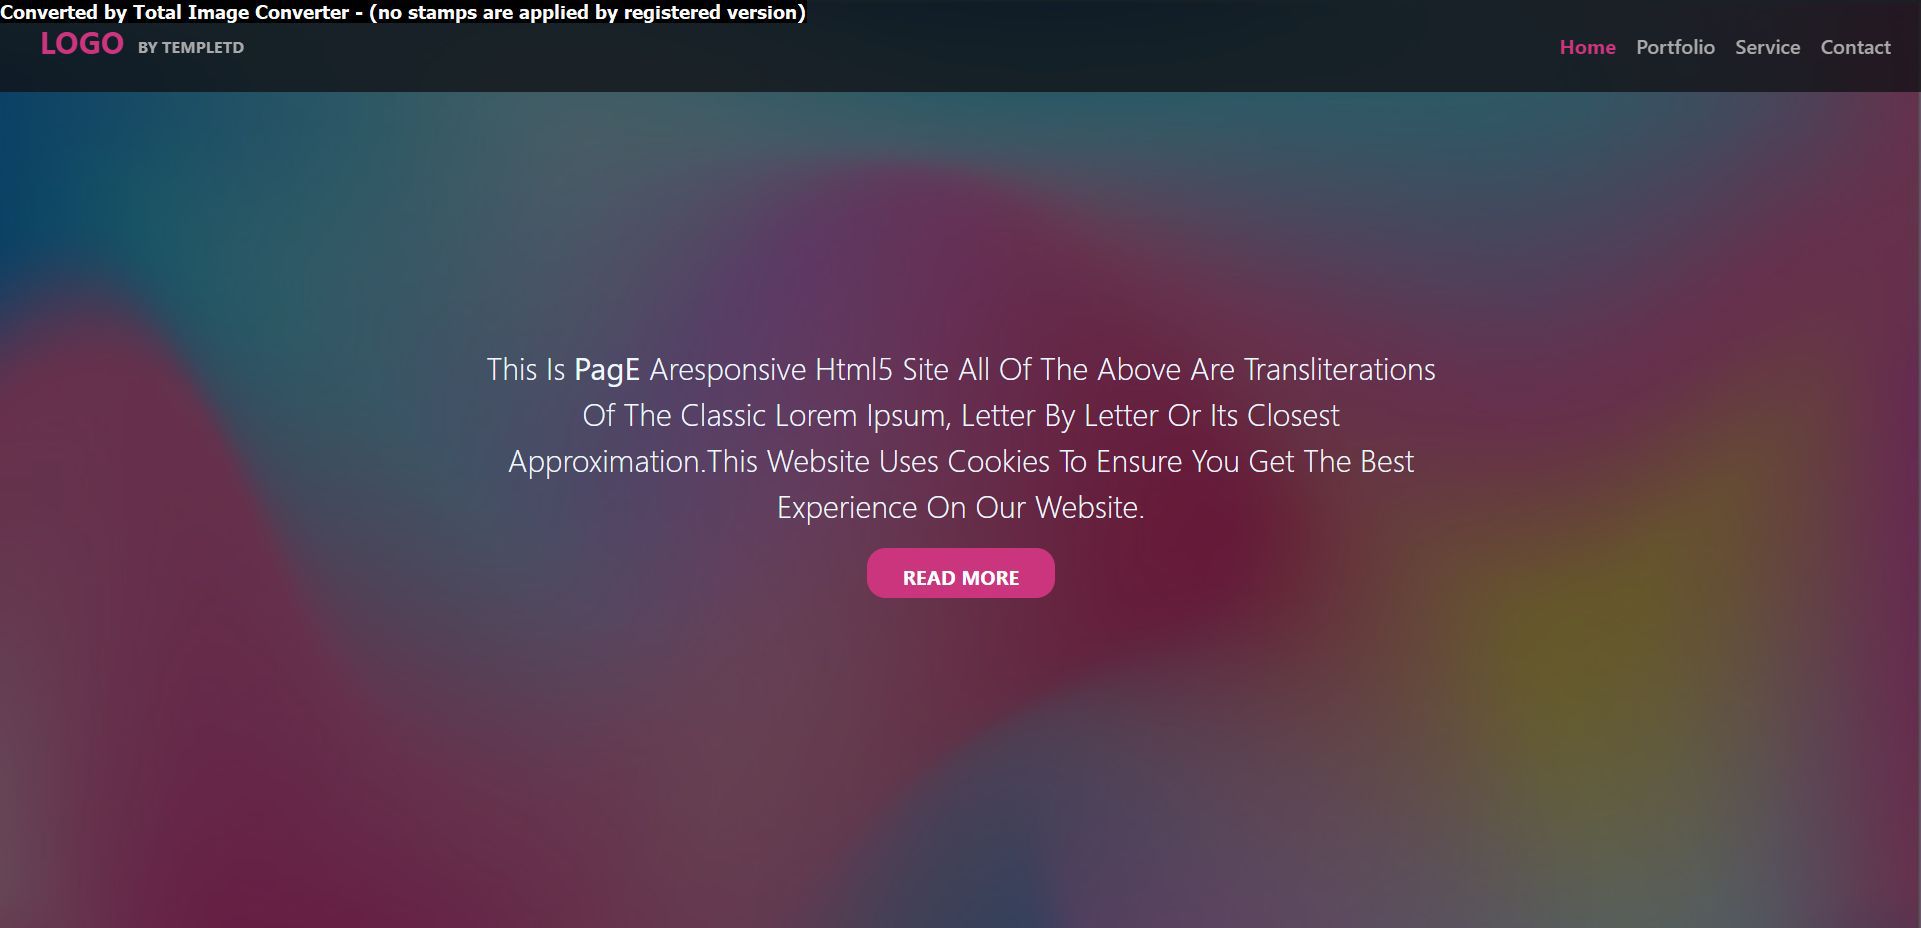 Converted by Total Image Converter - (no stamps are applied by registered version)
LOGO BY TEMPLETD
Home Portfolio Service Contact
This Is PagE Aresponsive Html5 Site All Of The Above Are Transliterations
Of The Classic Lorem Ipsum, Letter By Letter Or Its Closest
Approximation.This Website Uses Cookies To Ensure You Get The Best
Experience On Our Website.
READ MORE